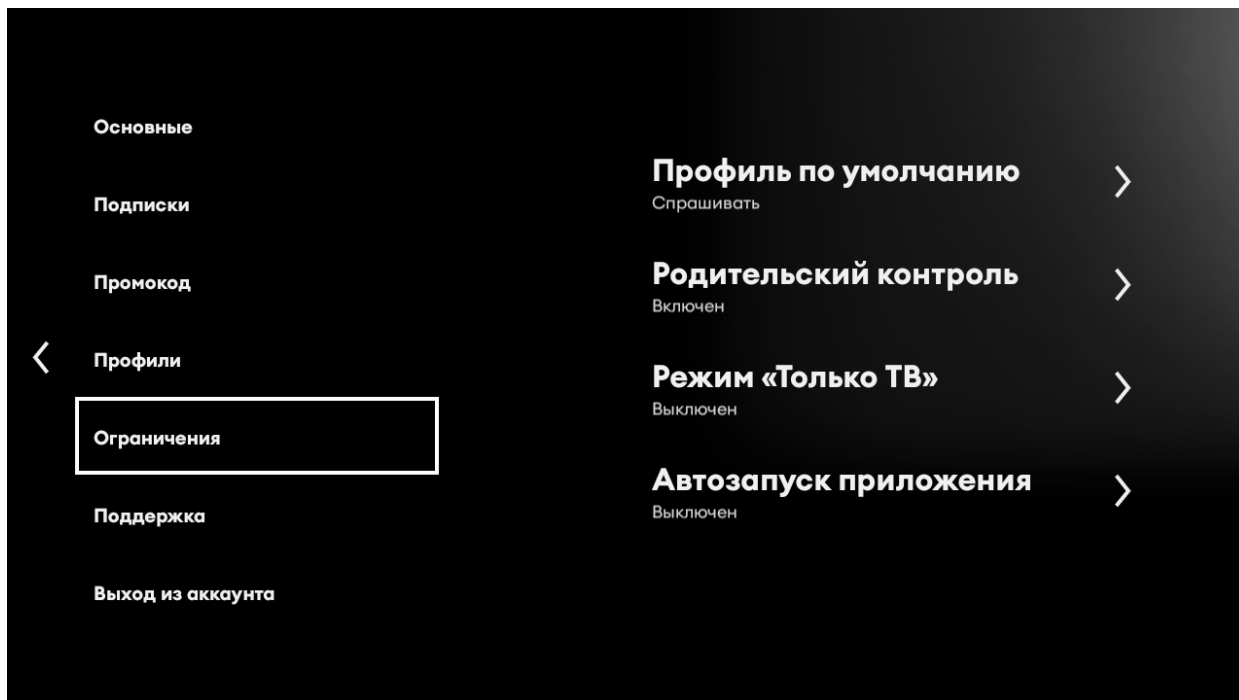 Основные
Подписки
Промокод
Профили
Ограничения
Поддержка
Выход из аккаунта
Профиль по умолчанию
Спрашивать
Родительский контроль
Включен
Режим «Только ТВ»
Выключен
Автозапуск приложения
Выключен